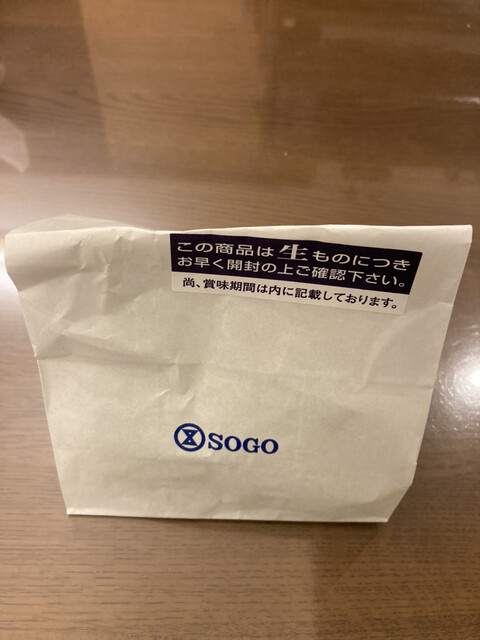 この商品は生ものにつき
お早く開封の上ご確認下さい。
尚、賞味期間は内に記載しております。
SOGO